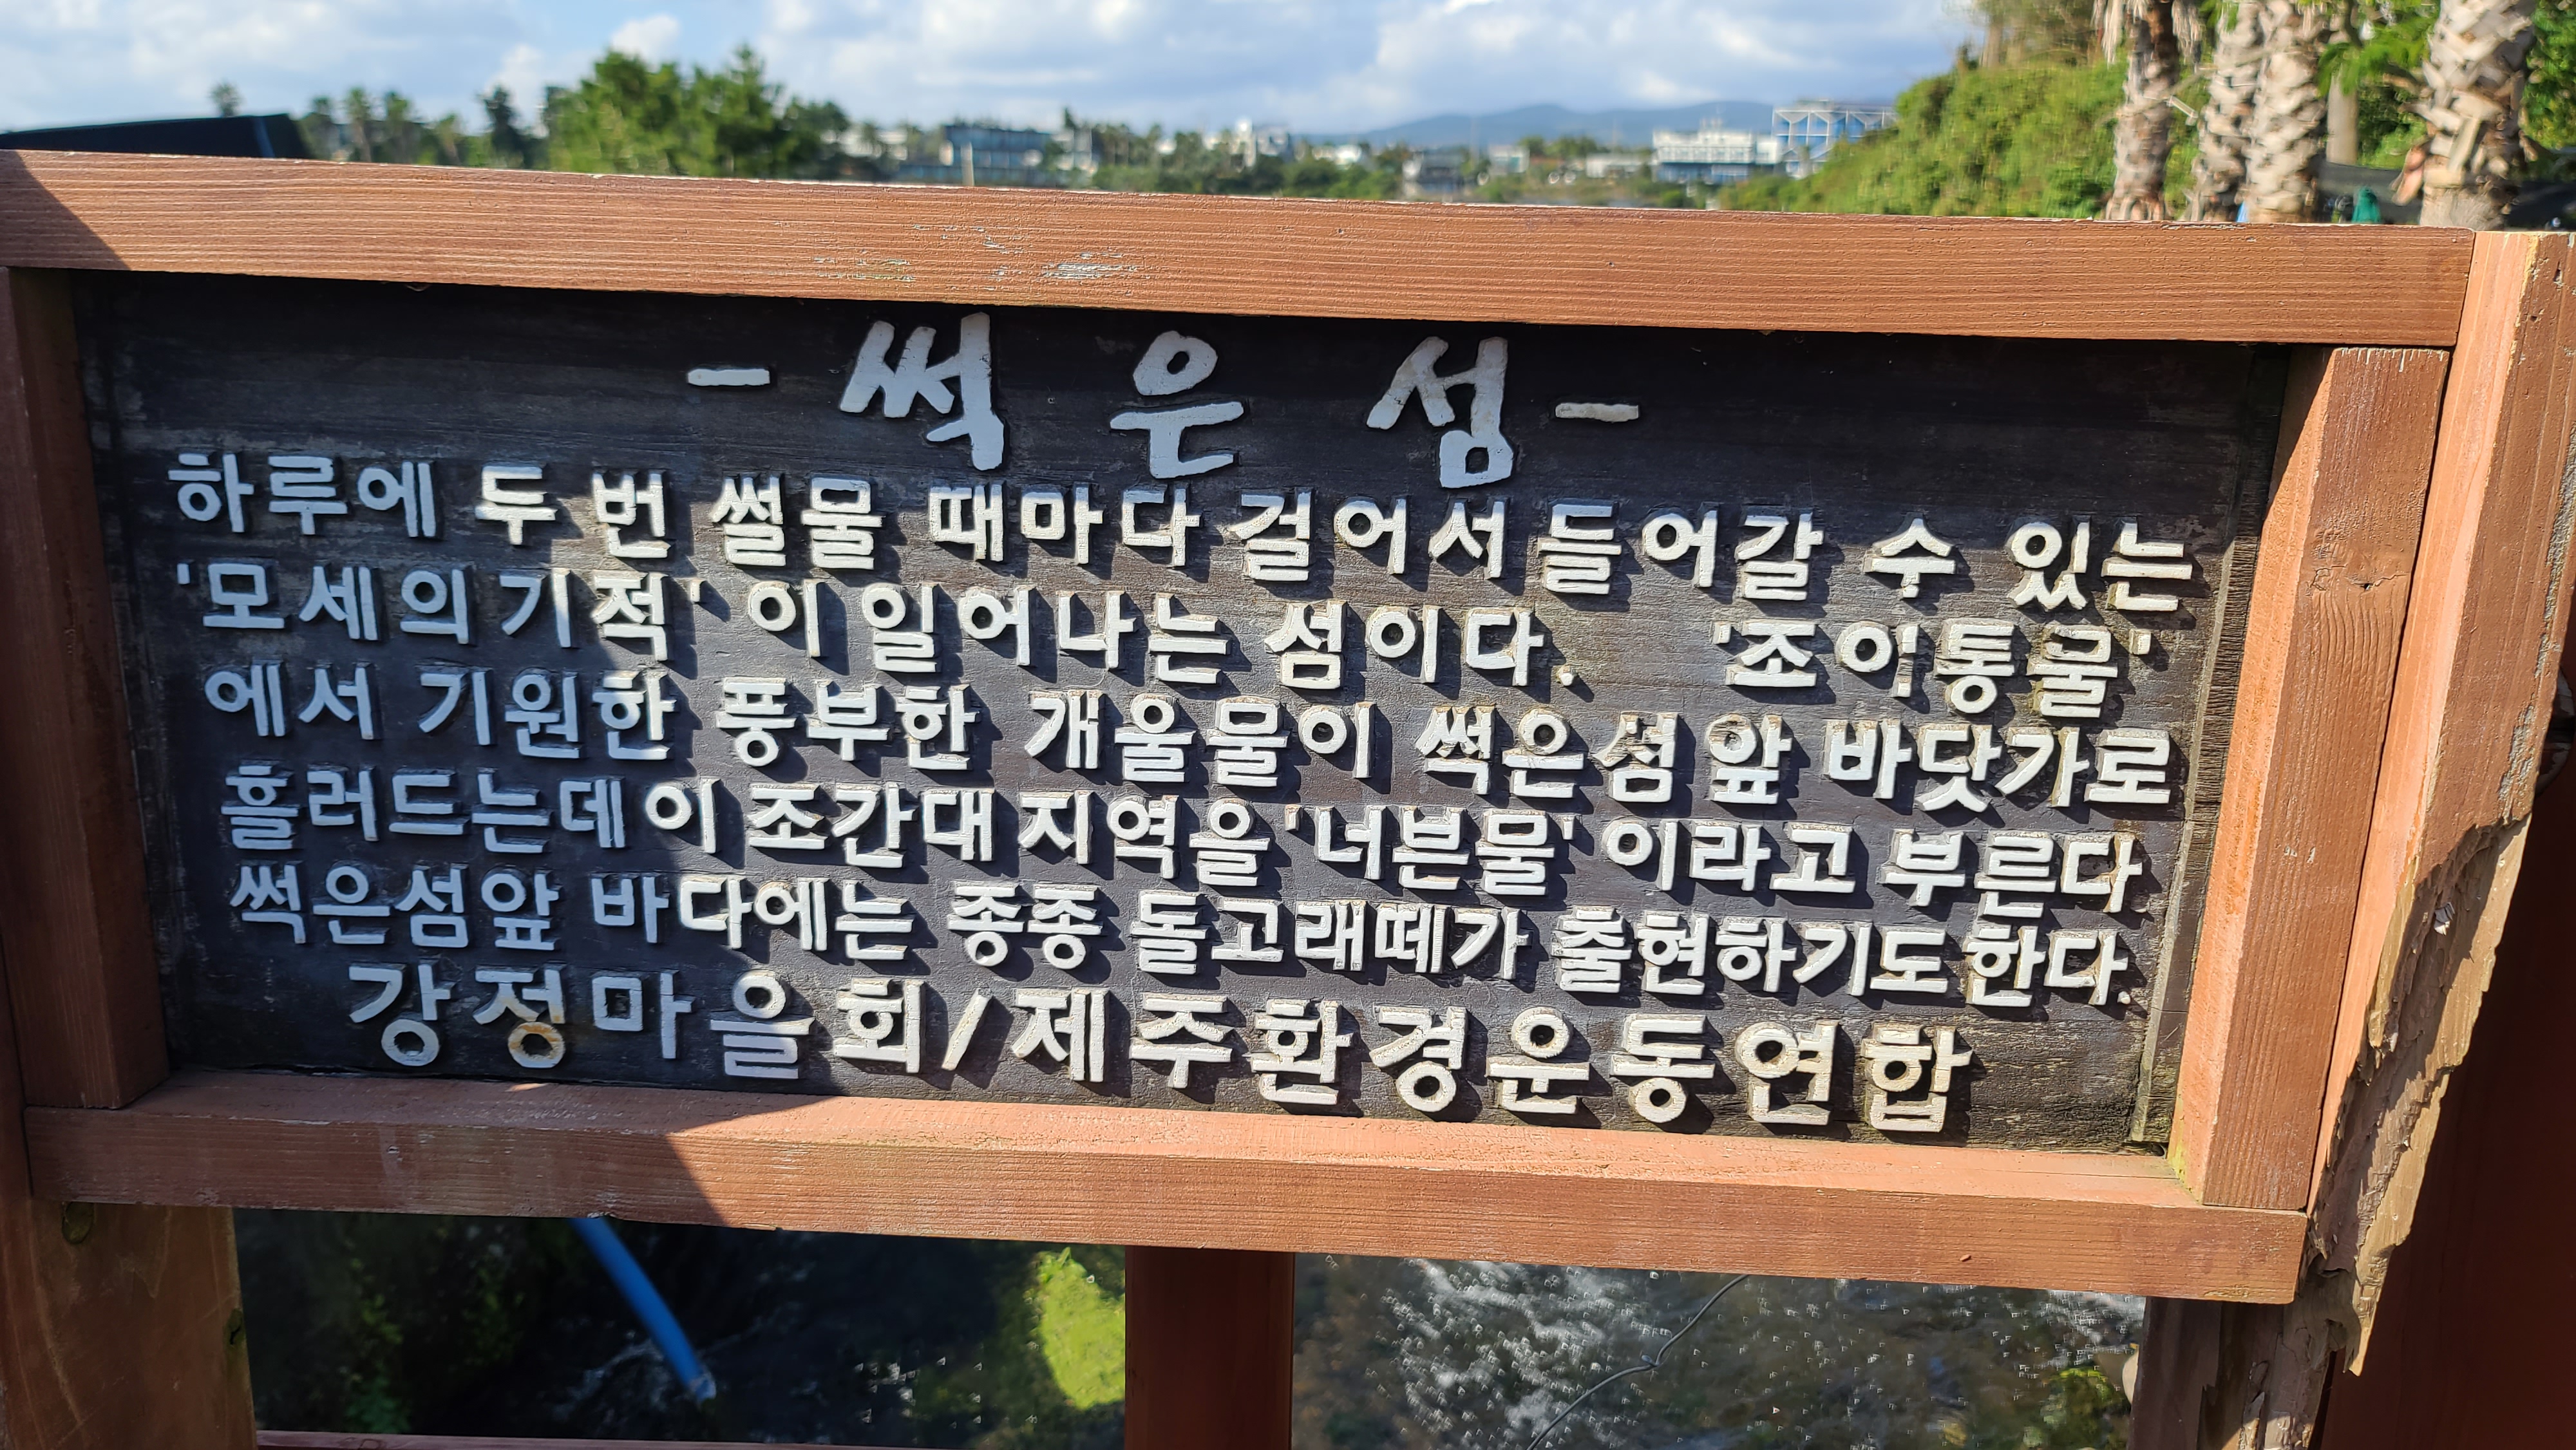 - 썩 은 섬 -
하루에 두 번 썰물 때마다 걸어서 들어갈 수 있는
'모세의 기적' 이 일어나는 섬이다. '조이통물'
에서 기원한 풍부한 개울물이 썩은섬 앞 바닷가로
흘러드는데 이 조간대 지역을 '너븐물' 이라고 부른다.
썩은섬앞 바다에는 종종 돌고래떼가 출현하기도한다.
강정마을회/제주환경운동연합